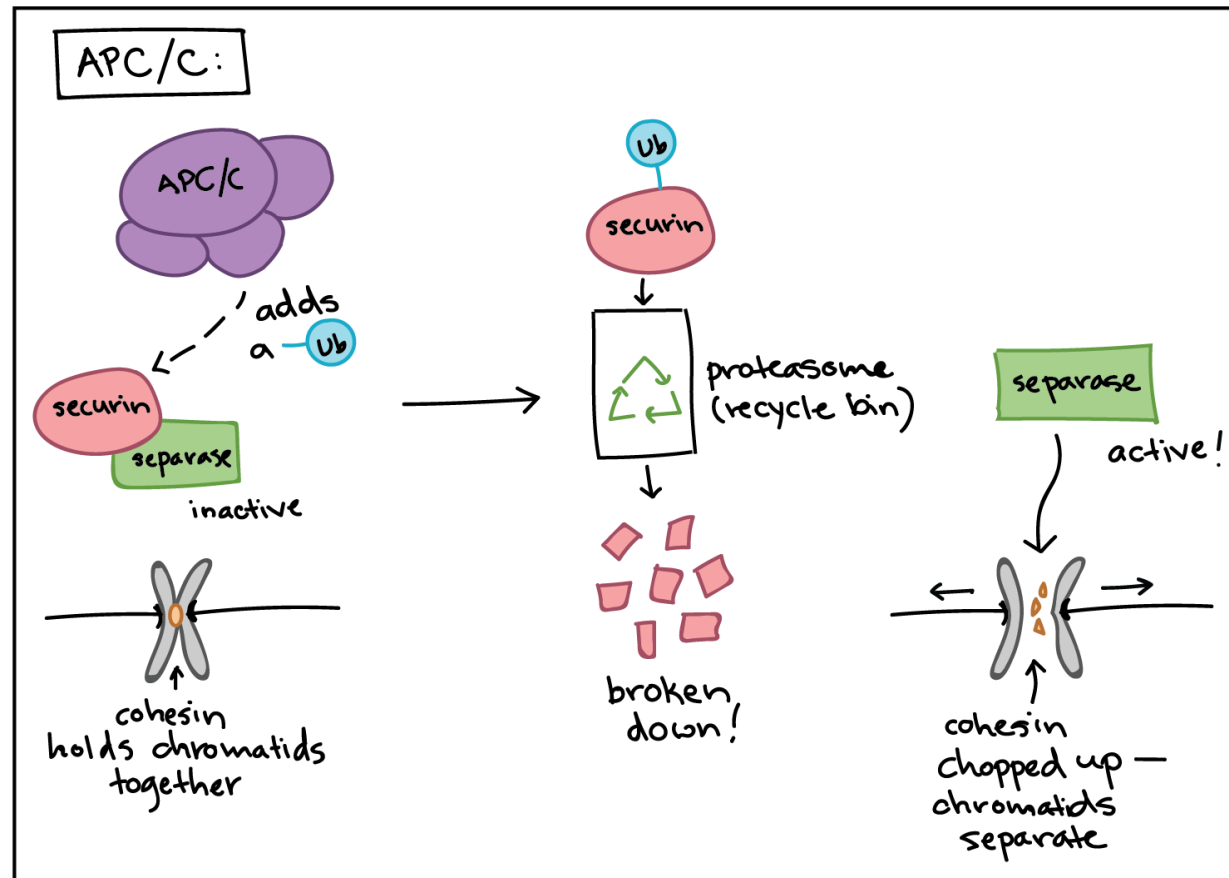 APC/C:
APC/C
adds
a Ub
securin
separase
inactive
cohesin
holds chromatids
together
Ub
securin
proteasome
(recycle bin)
broken
down!
separase
active!
cohesin
chopped up —
chromatids
separate